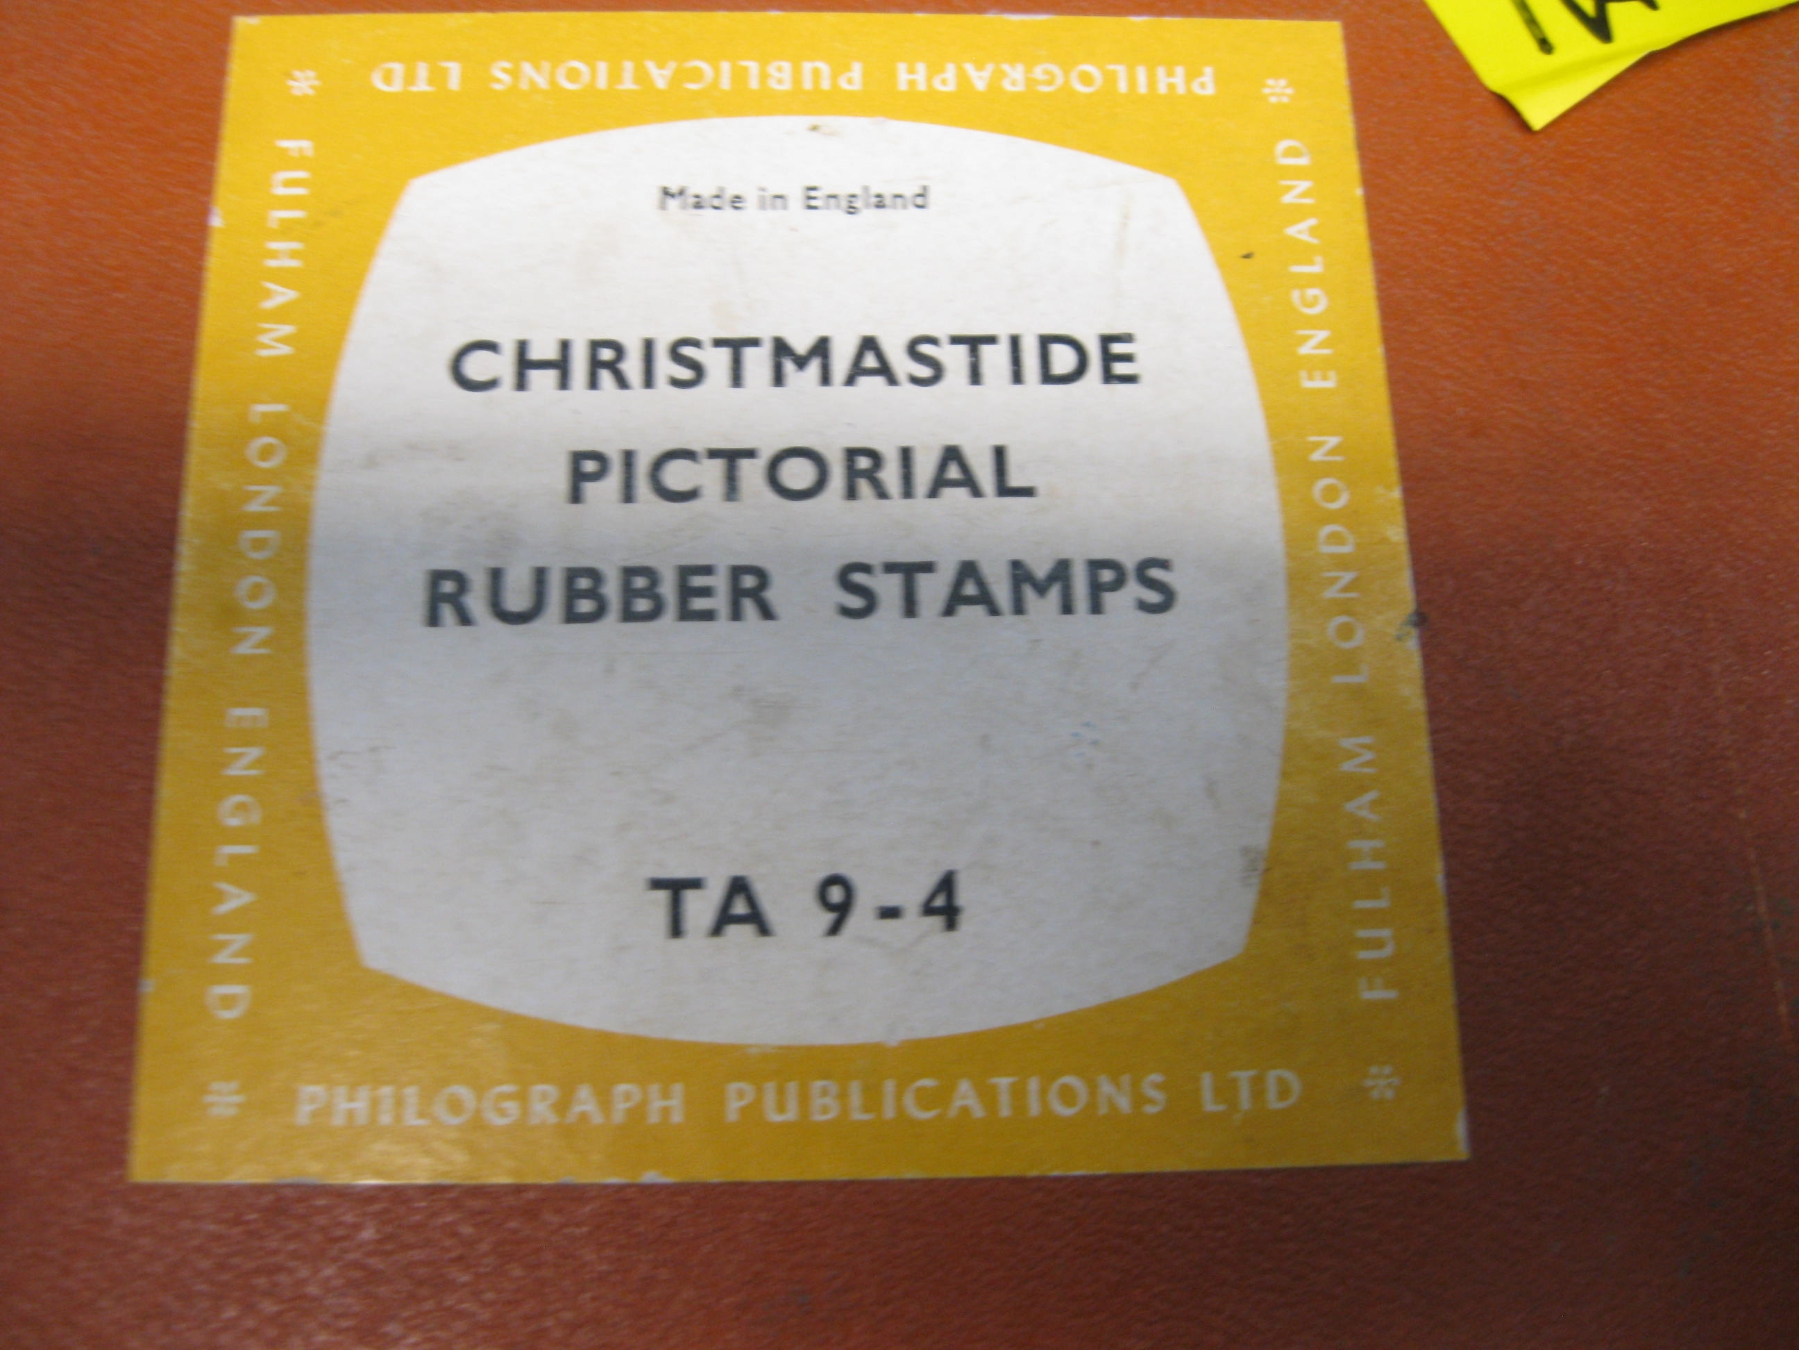 PHILOGRAPH PUBLICATIONS LTD
Made in England
CHRISTMASTIDE
PICTORIAL
RUBBER STAMPS
TA 9-4
FULHAM LONDON ENGLAND
FULHAM LONDON ENGLAND
PHILOGRAPH PUBLICATIONS LTD